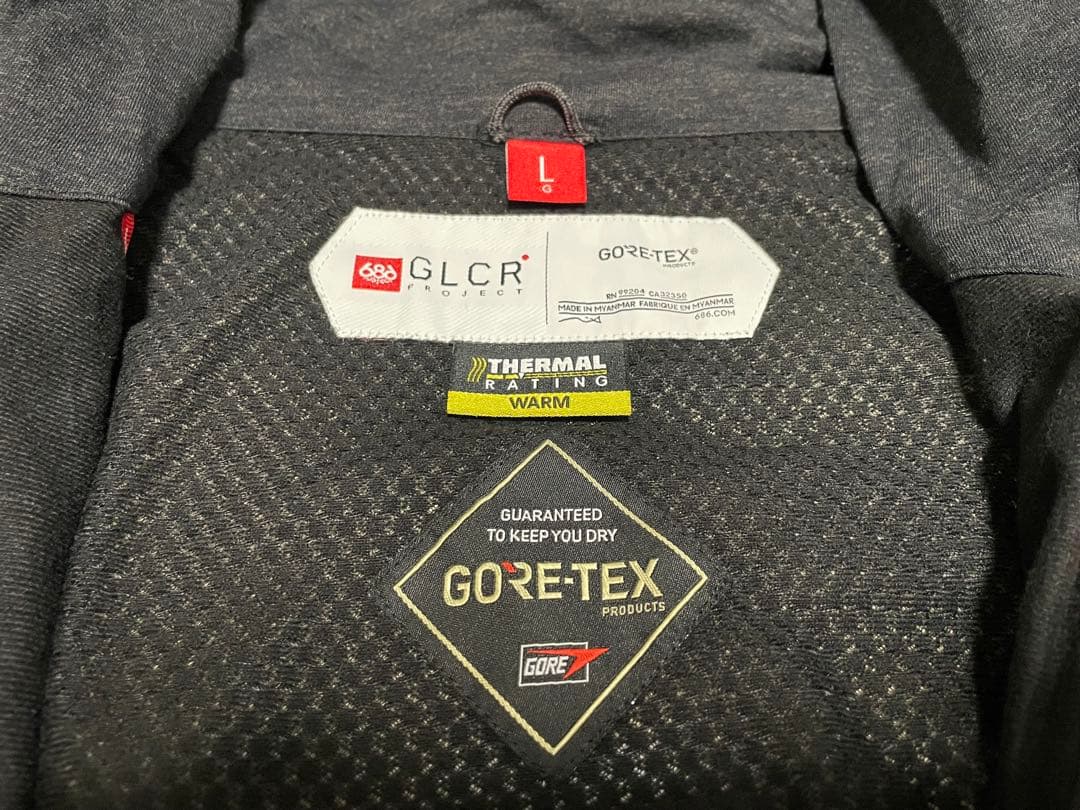 L
G
686
GLCR
PROJECT
GORE-TEX®
PRODUCTS
RN 99204 CA32350
MADE IN MYANMAR FABRIQUE EN MYANMAR
686.COM
THERMAL
RATING
WARM
GUARANTEED
TO KEEP YOU DRY
GORE-TEX
PRODUCTS
GORE